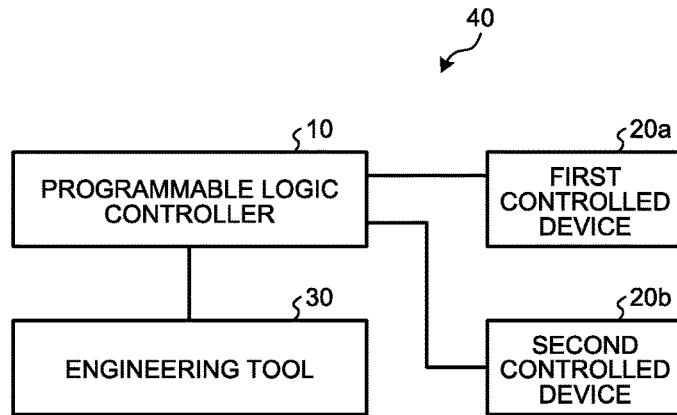 40
10
PROGRAMMABLE LOGIC
CONTROLLER
20a
FIRST
CONTROLLED
DEVICE
30
ENGINEERING TOOL
20b
SECOND
CONTROLLED
DEVICE